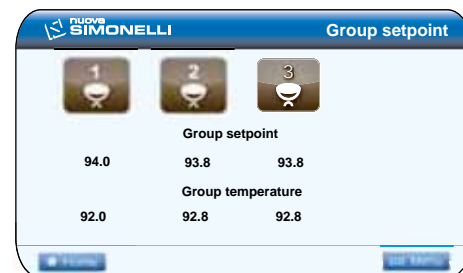 nuova
SIMONELLI Group setpoint
1 2 3
Group setpoint
94.0 93.8 93.8
Group temperature
92.0 92.8 92.8